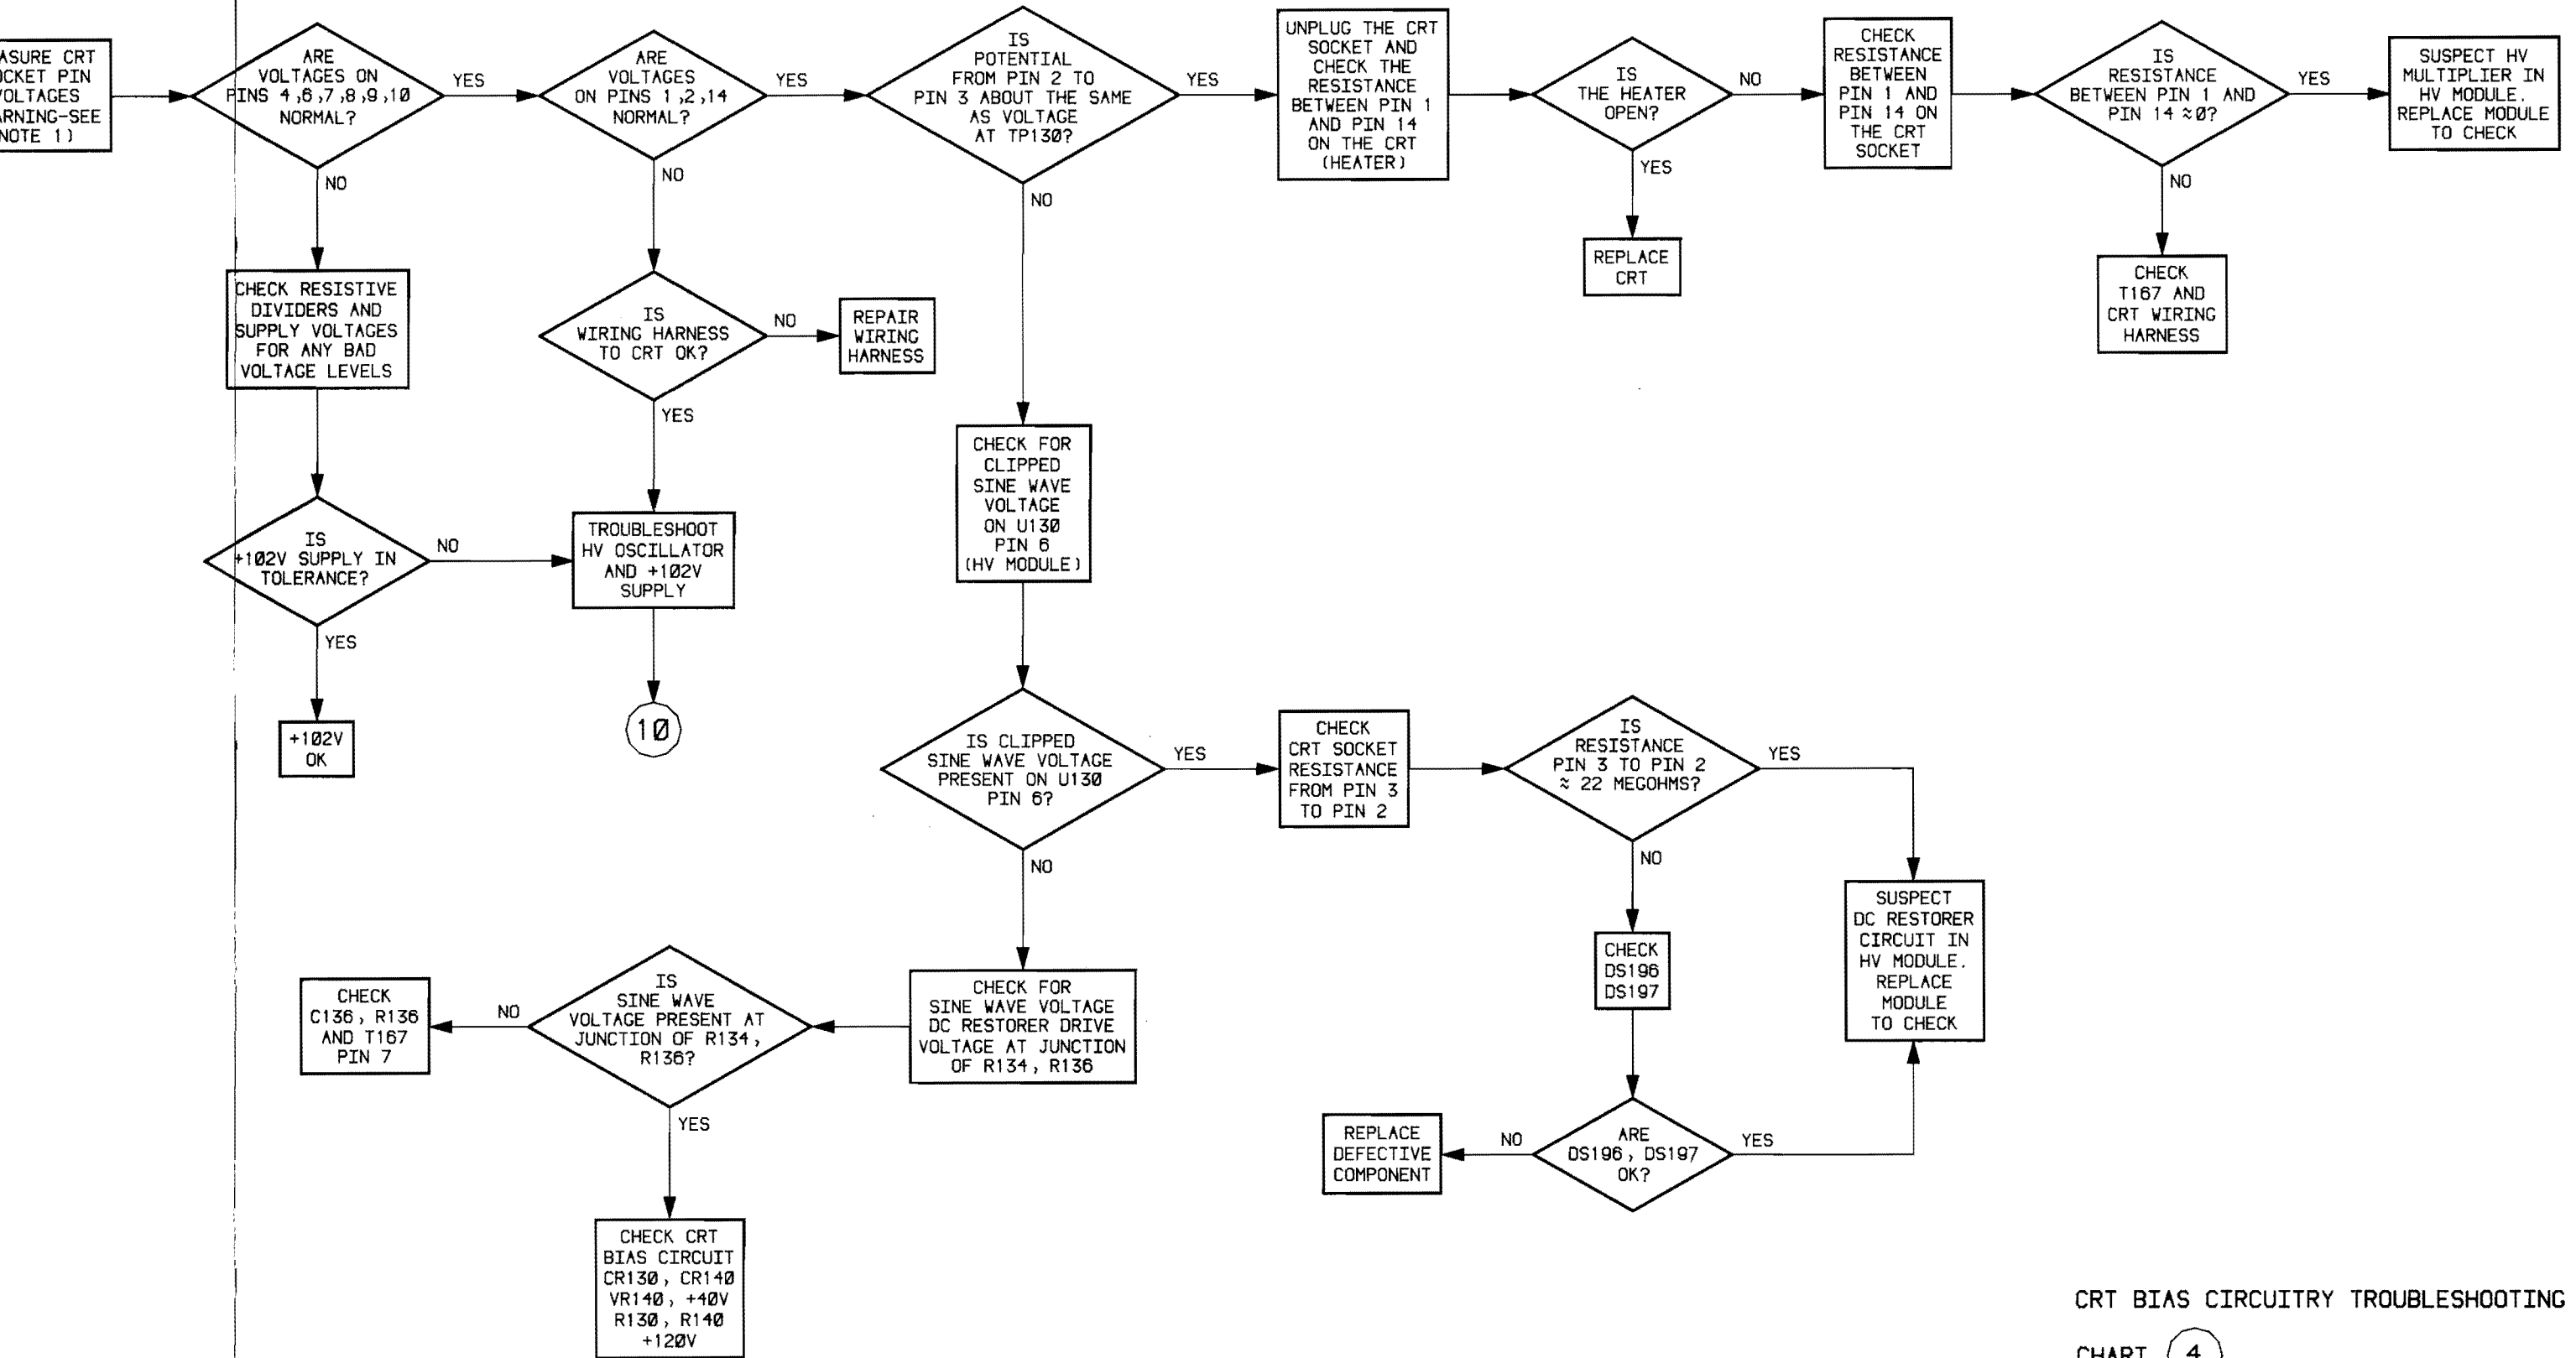 ASURE CRT
OCKET PIN
VOLTAGES
ARNING-SEE
NOTE 1)
ARE
VOLTAGES ON
PINS 4,6,7,8,9,10
NORMAL?
YES
NO
ARE
VOLTAGES
ON PINS 1,2,14
NORMAL?
YES
NO
IS
POTENTIAL
FROM PIN 2 TO
PIN 3 ABOUT THE SAME
AS VOLTAGE
AT TP130?
YES
NO
UNPLUG THE CRT
SOCKET AND
CHECK THE
RESISTANCE
BETWEEN PIN 1
AND PIN 14
ON THE CRT
(HEATER)
IS
THE HEATER
OPEN?
NO
YES
CHECK
RESISTANCE
BETWEEN
PIN 1 AND
PIN 14 ON
THE CRT
SOCKET
IS
RESISTANCE
BETWEEN PIN 1 AND
PIN 14 ≈0?
YES
NO
SUSPECT HV
MULTIPLIER IN
HV MODULE.
REPLACE MODULE
TO CHECK
REPLACE
CRT
CHECK
T167 AND
CRT WIRING
HARNESS
CHECK RESISTIVE
DIVIDERS AND
SUPPLY VOLTAGES
FOR ANY BAD
VOLTAGE LEVELS
IS
WIRING HARNESS
TO CRT OK?
NO
YES
REPAIR
WIRING
HARNESS
CHECK FOR
CLIPPED
SINE WAVE
VOLTAGE
ON U130
PIN 6
(HV MODULE)
IS
+102V SUPPLY IN
TOLERANCE?
NO
YES
TROUBLESHOOT
HV OSCILLATOR
AND +102V
SUPPLY
+102V
OK
10
IS CLIPPED
SINE WAVE VOLTAGE
PRESENT ON U130
PIN 6?
YES
NO
CHECK
CRT SOCKET
RESISTANCE
FROM PIN 3
TO PIN 2
IS
RESISTANCE
PIN 3 TO PIN 2
≈ 22 MEGOHMS?
YES
NO
SUSPECT
DC RESTORER
CIRCUIT IN
HV MODULE.
REPLACE
MODULE
TO CHECK
CHECK
DS196
DS197
CHECK
C136, R136
AND T167
PIN 7
NO
IS
SINE WAVE
VOLTAGE PRESENT AT
JUNCTION OF R134,
R136?
YES
CHECK FOR
SINE WAVE VOLTAGE
DC RESTORER DRIVE
VOLTAGE AT JUNCTION
OF R134, R136
REPLACE
DEFECTIVE
COMPONENT
NO
ARE
DS196, DS197
OK?
YES
CHECK CRT
BIAS CIRCUIT
CR130, CR140
VR140, +40V
R130, R140
+120V
CRT BIAS CIRCUITRY TROUBLESHOOTING
CHART 4